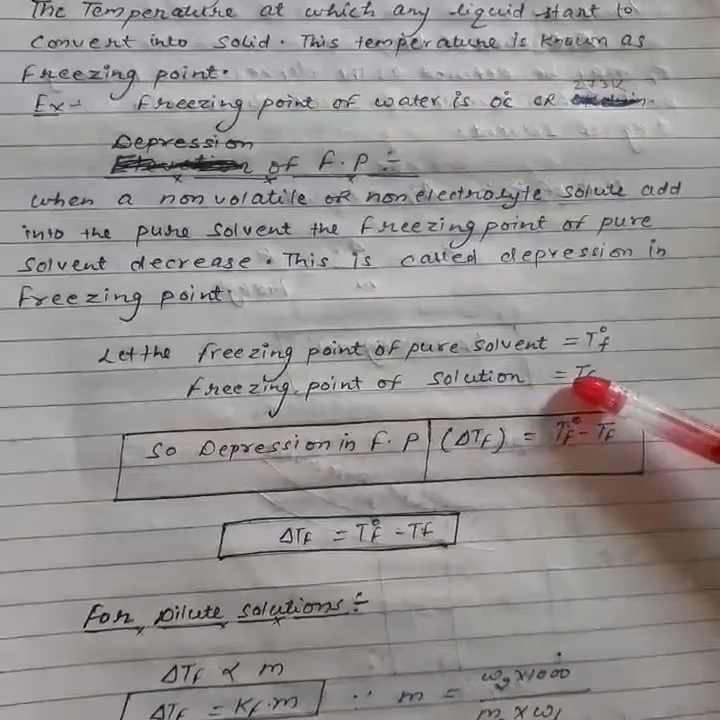 The Temperature at which any liquid start to
convert into solid. This temperature is known as
freezing point.
Ex- freezing point of water is 0°c OR
Depression
of f.p ÷
when a non volatile OR non electrolyte solute add
into the pure solvent the freezing point of pure
solvent decrease. This is called depression in
freezing point
Let the freezing point of pure solvent = T°f
freezing point of solution = Tf
So Depression in f.p (ΔTf) = T°f - Tf
ΔTf = T°f - Tf
For Dilute solutions ÷
ΔTf ∝ m
ΔTf = Kf.m ∵ m = w₂×1000
m₂×w₁